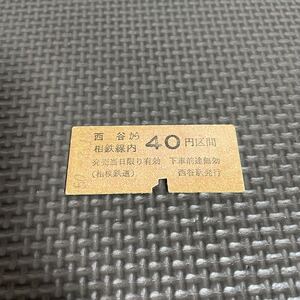 西谷から
相鉄線内 40円区間
発売当日限り有効 下車前途無効
(相模鉄道) 西谷駅発行